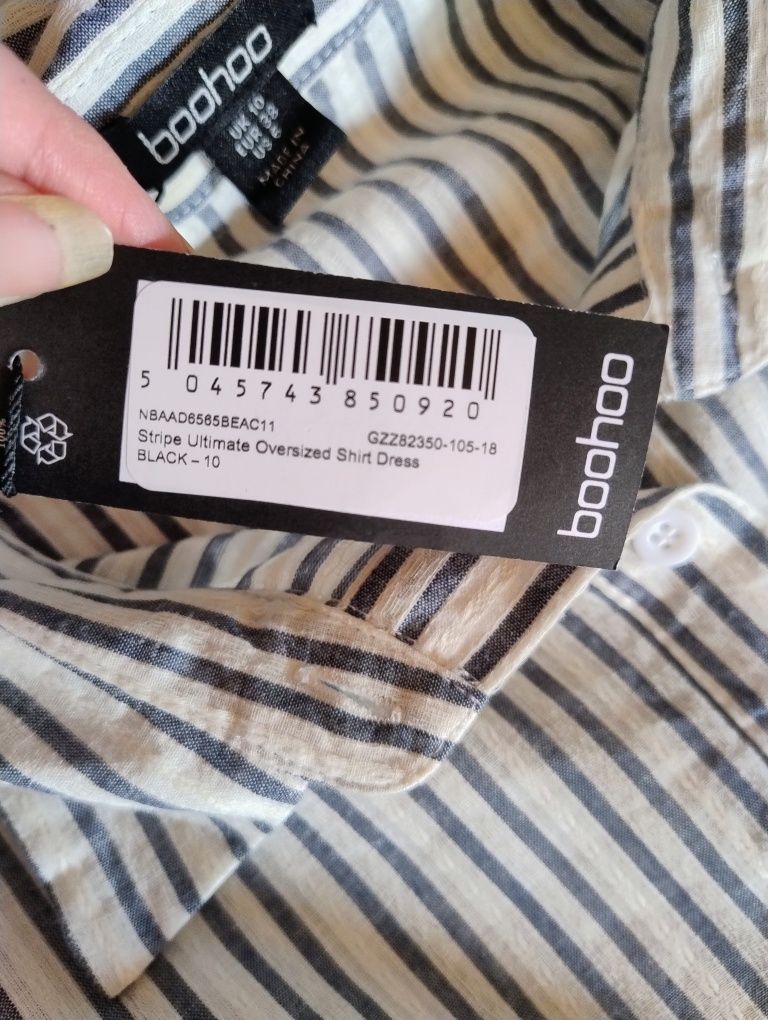 boohoo
UK 10
EUR 38
US 6
MADE IN
CHINA
5 045743 850920
NBAAD6565BEAC11
GZZ82350-105-18
Stripe Ultimate Oversized Shirt Dress
BLACK – 10
boohoo
100%